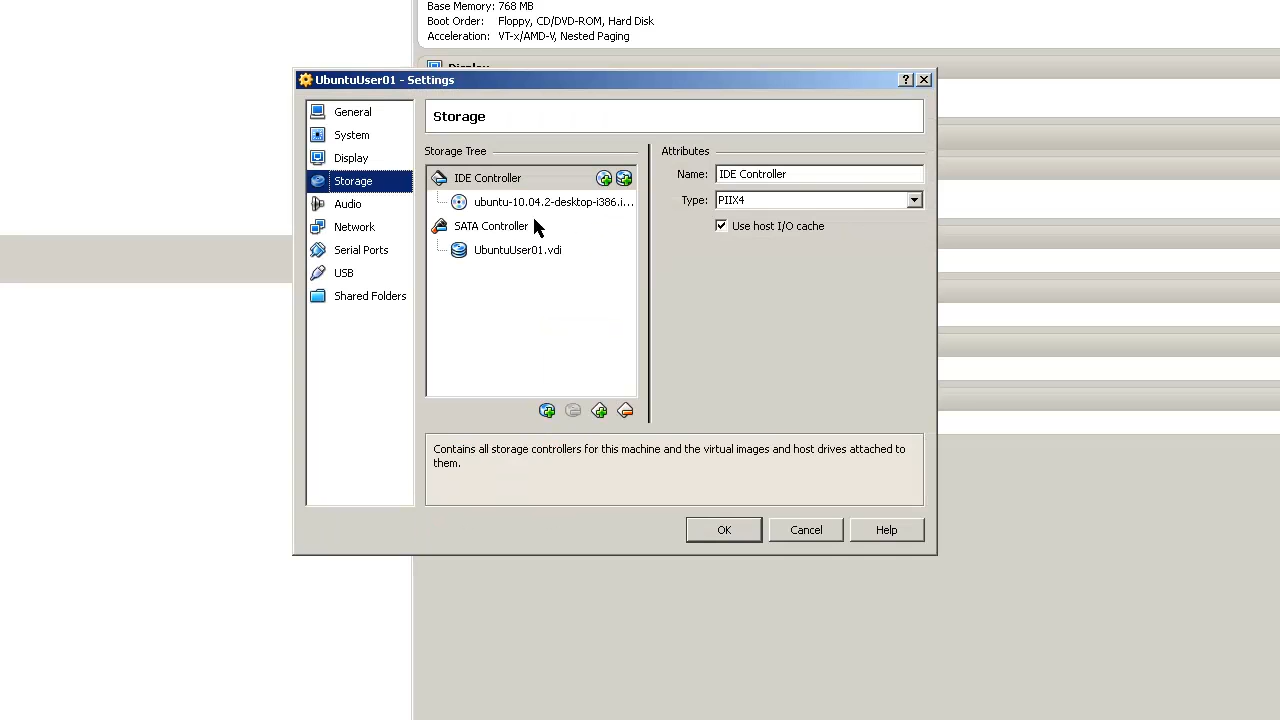 Base Memory: 768 MB
Boot Order: Floppy, CD/DVD-ROM, Hard Disk
Acceleration: VT-x/AMD-V, Nested Paging
Display
UbuntuUser01 - Settings
General
System
Display
Storage
Audio
Network
Serial Ports
USB
Shared Folders
Storage
Storage Tree
IDE Controller
ubuntu-10.04.2-desktop-i386.i...
SATA Controller
UbuntuUser01.vdi
Attributes
Name: IDE Controller
Type: PIIX4
Use host I/O cache
Contains all storage controllers for this machine and the virtual images and host drives attached to
them.
OK Cancel Help